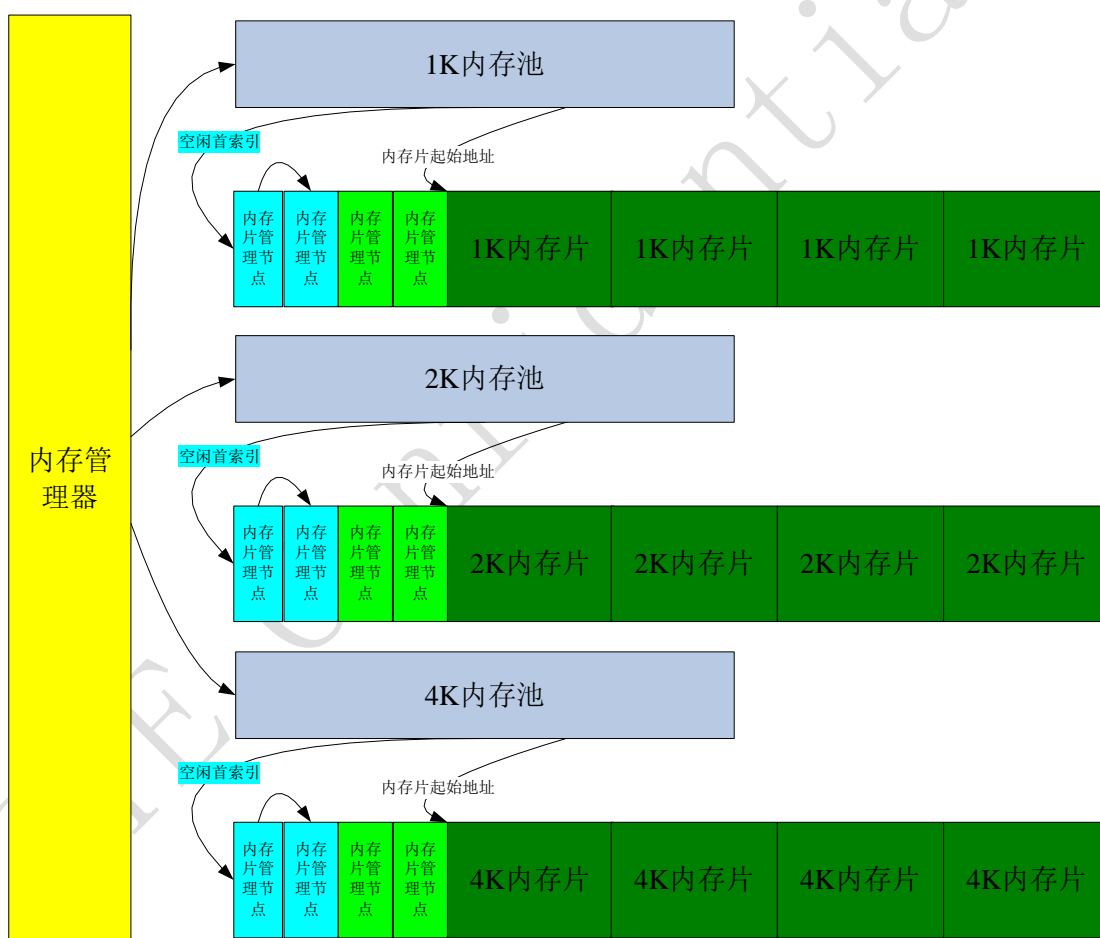 1K内存池
空闲首索引
内存片起始地址
内存
片管
理节
点
内存
片管
理节
点
内存
片管
理节
点
内存
片管
理节
点
1K内存片
1K内存片
1K内存片
1K内存片
2K内存池
内存管
理器
空闲首索引
内存片起始地址
内存
片管
理节
点
内存
片管
理节
点
内存
片管
理节
点
内存
片管
理节
点
2K内存片
2K内存片
2K内存片
2K内存片
4K内存池
空闲首索引
内存片起始地址
内存
片管
理节
点
内存
片管
理节
点
内存
片管
理节
点
内存
片管
理节
点
4K内存片
4K内存片
4K内存片
4K内存片